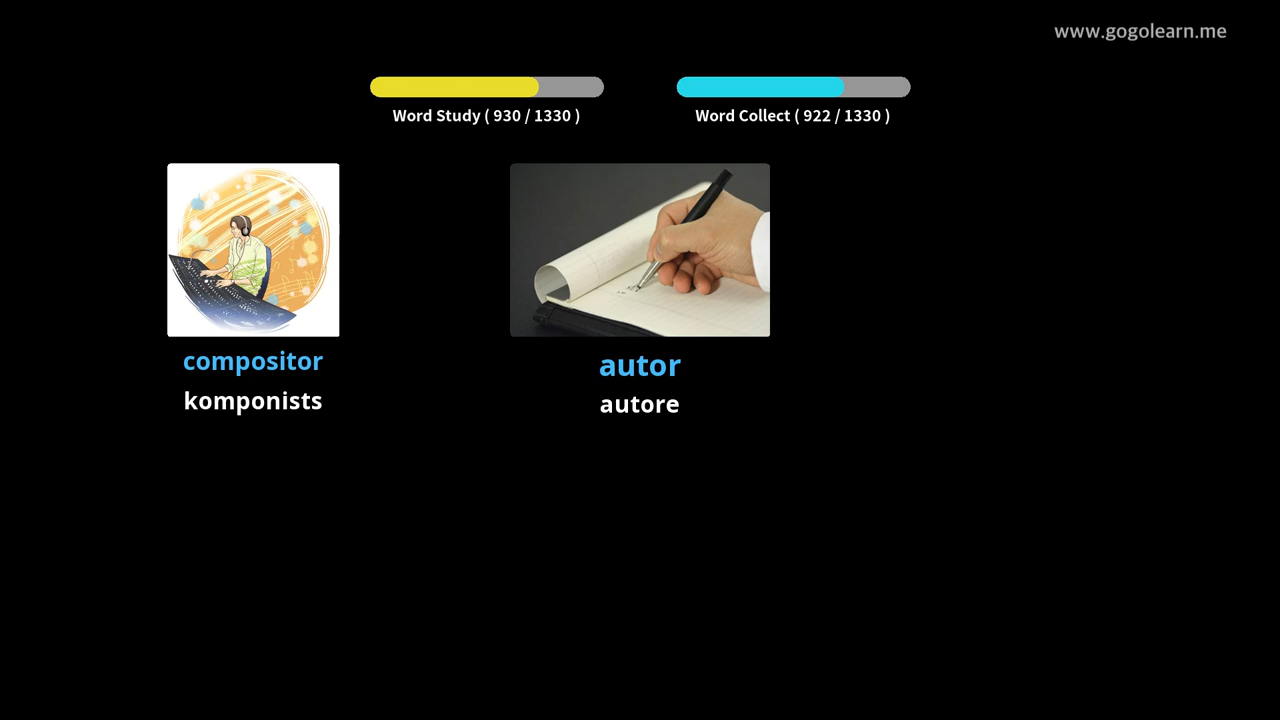 www.gogolearn.me
Word Study ( 930 / 1330 )
Word Collect ( 922 / 1330 )
compositor
komponists
autor
autore